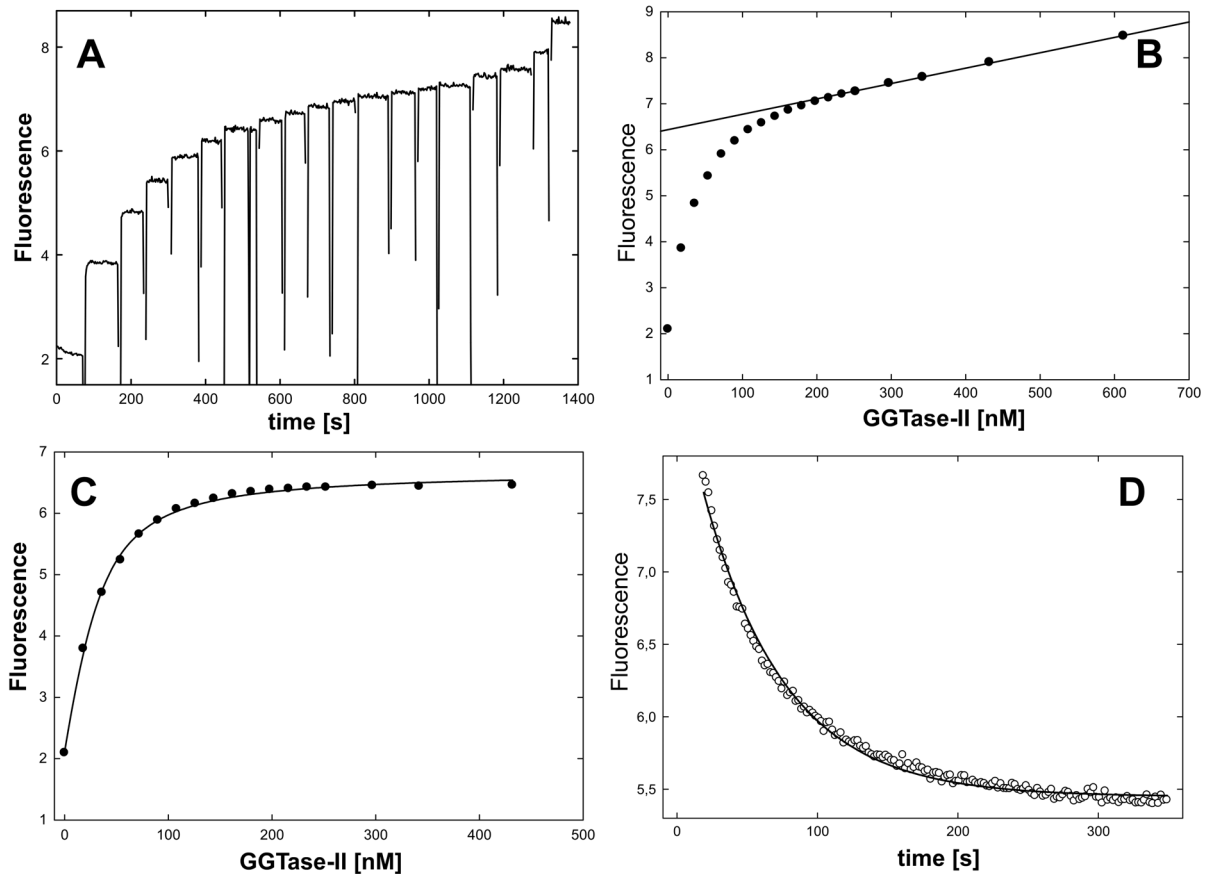 A
Fluorescence
8
6
4
2
0 200 400 600 800 1000 1200 1400
time [s]
B
Fluorescence
9
8
7
6
5
4
3
2
1
0 100 200 300 400 500 600 700
GGTase-II [nM]
C
Fluorescence
7
6
5
4
3
2
1
0 100 200 300 400 500
GGTase-II [nM]
D
Fluorescence
7,5
7,0
6,5
6,0
5,5
0 100 200 300
time [s]